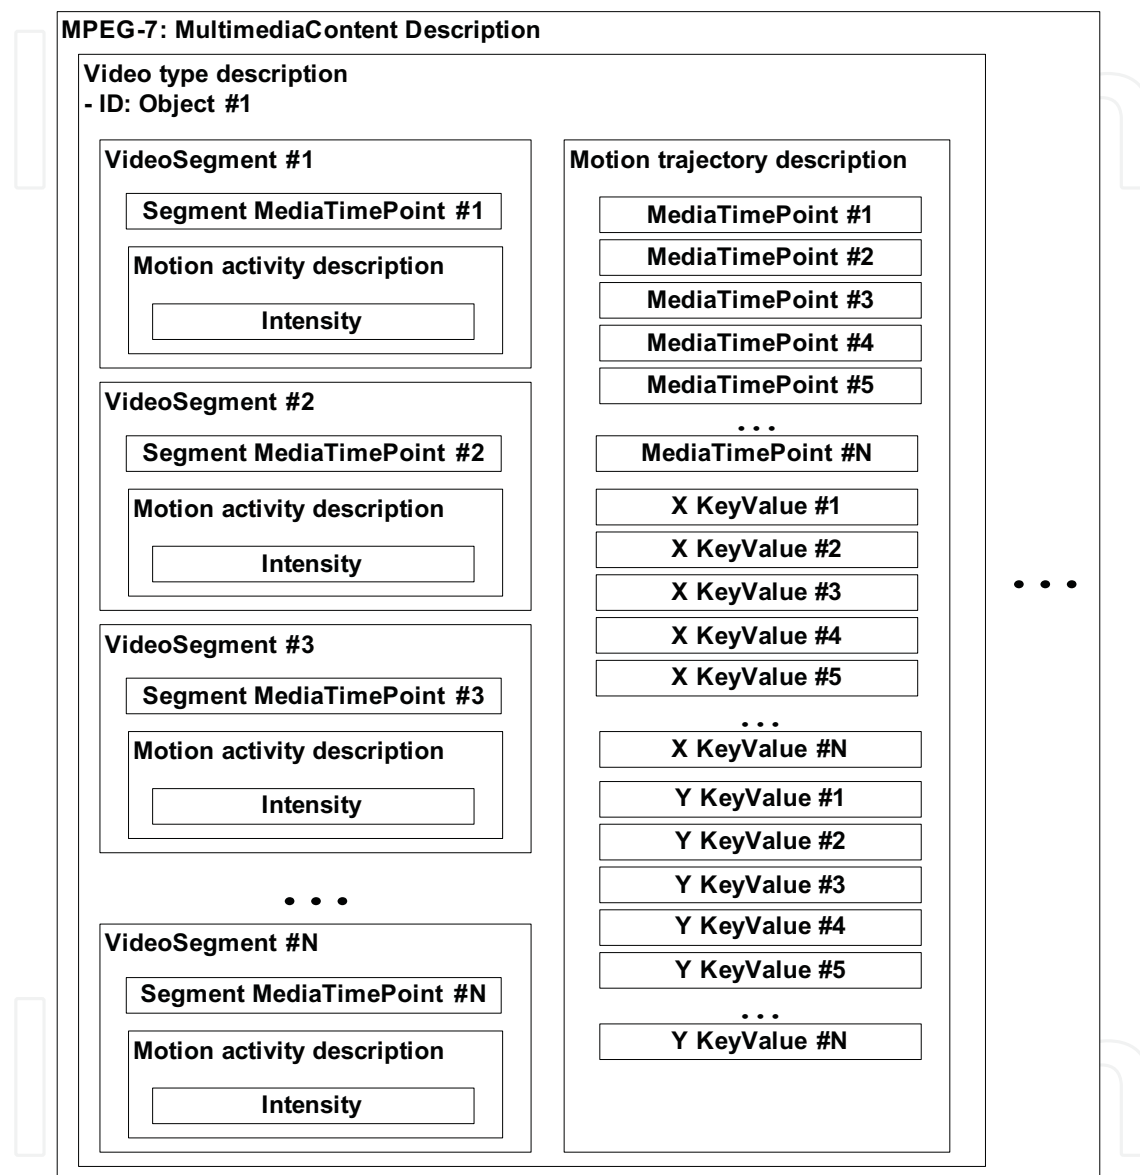 MPEG-7: MultimediaContent Description
Video type description
- ID: Object #1
VideoSegment #1
Segment MediaTimePoint #1
Motion activity description
Intensity
VideoSegment #2
Segment MediaTimePoint #2
Motion activity description
Intensity
VideoSegment #3
Segment MediaTimePoint #3
Motion activity description
Intensity
...
VideoSegment #N
Segment MediaTimePoint #N
Motion activity description
Intensity
Motion trajectory description
MediaTimePoint #1
MediaTimePoint #2
MediaTimePoint #3
MediaTimePoint #4
MediaTimePoint #5
...
MediaTimePoint #N
X KeyValue #1
X KeyValue #2
X KeyValue #3
X KeyValue #4
X KeyValue #5
...
X KeyValue #N
Y KeyValue #1
Y KeyValue #2
Y KeyValue #3
Y KeyValue #4
Y KeyValue #5
...
Y KeyValue #N
...